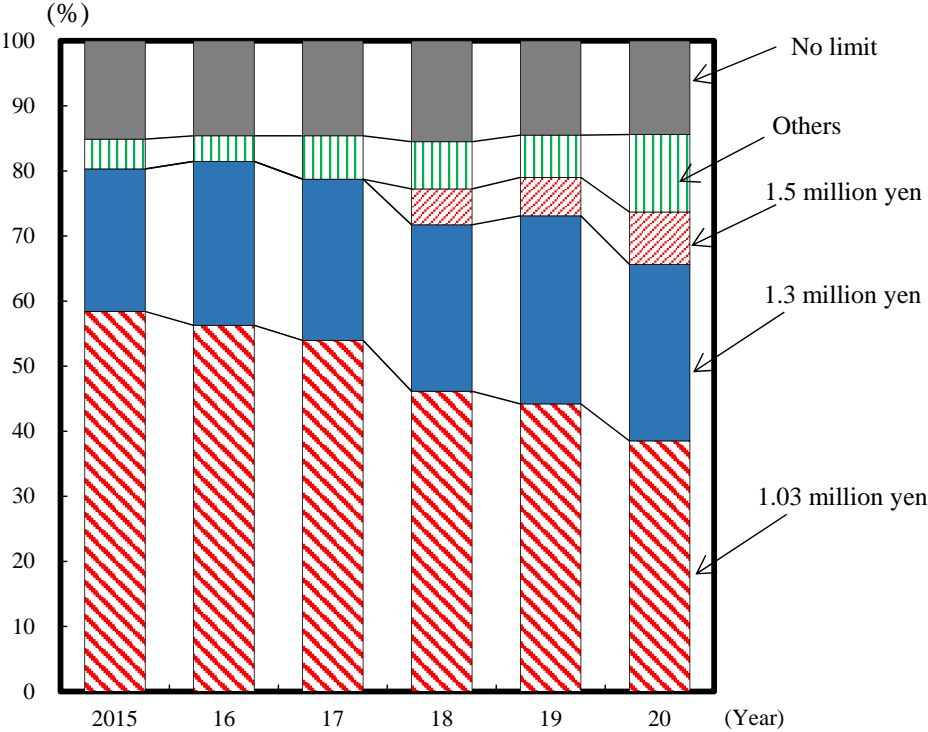 (%)
100
90
80
70
60
50
40
30
20
10
0
2015 16 17 18 19 20 (Year)
No limit
Others
1.5 million yen
1.3 million yen
1.03 million yen